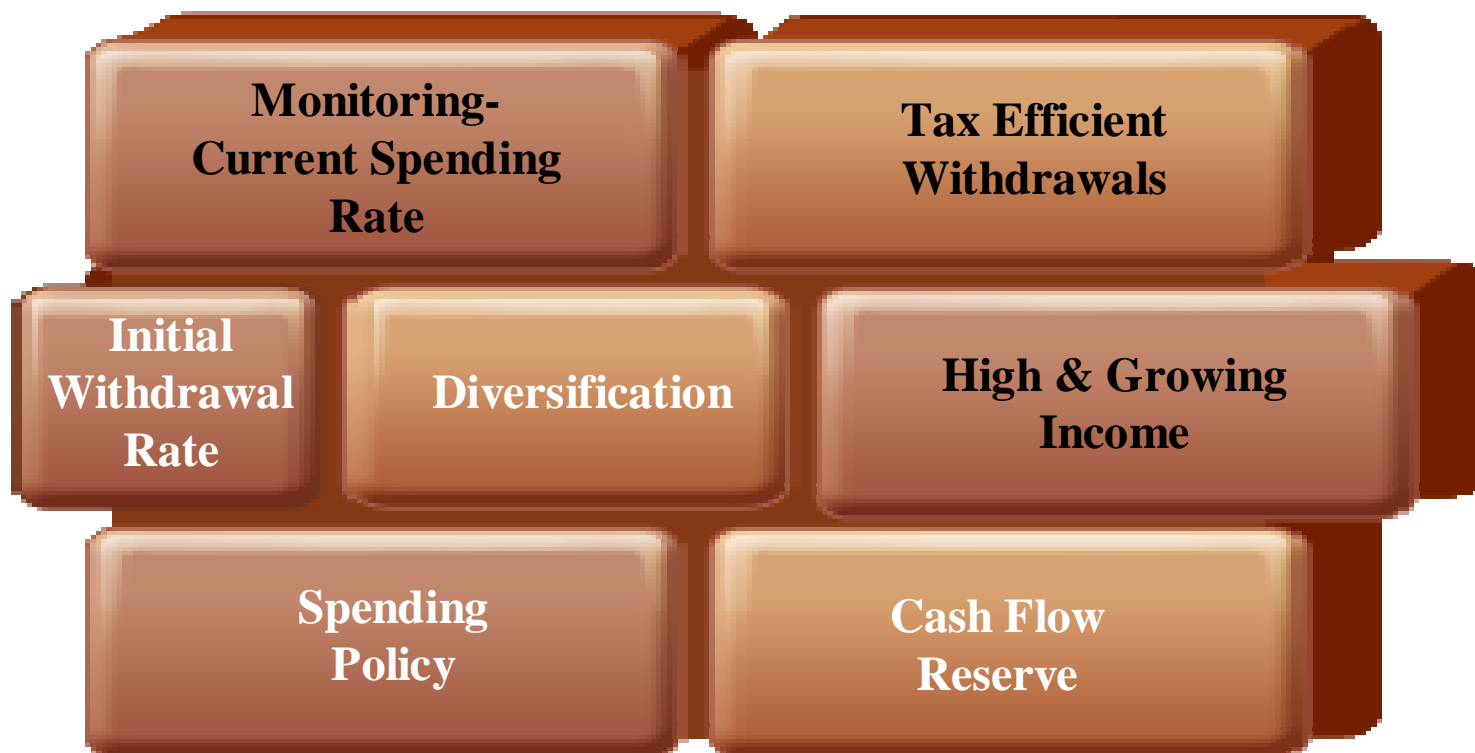 Monitoring-
Current Spending
Rate
Tax Efficient
Withdrawals
Initial
Withdrawal
Rate
Diversification
High & Growing
Income
Spending
Policy
Cash Flow
Reserve